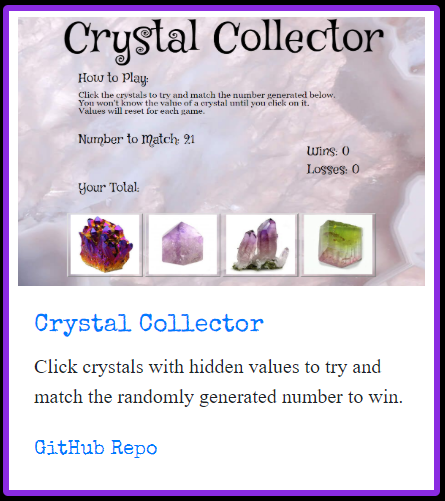 Crystal Collector
How to Play:
Click the crystals to try and match the number generated below.
You won't know the value of a crystal until you click on it.
Values will reset for each game.
Number to Match: 21
Wins: 0
Losses: 0
Your Total:
Crystal Collector
Click crystals with hidden values to try and
match the randomly generated number to win.
GitHub Repo